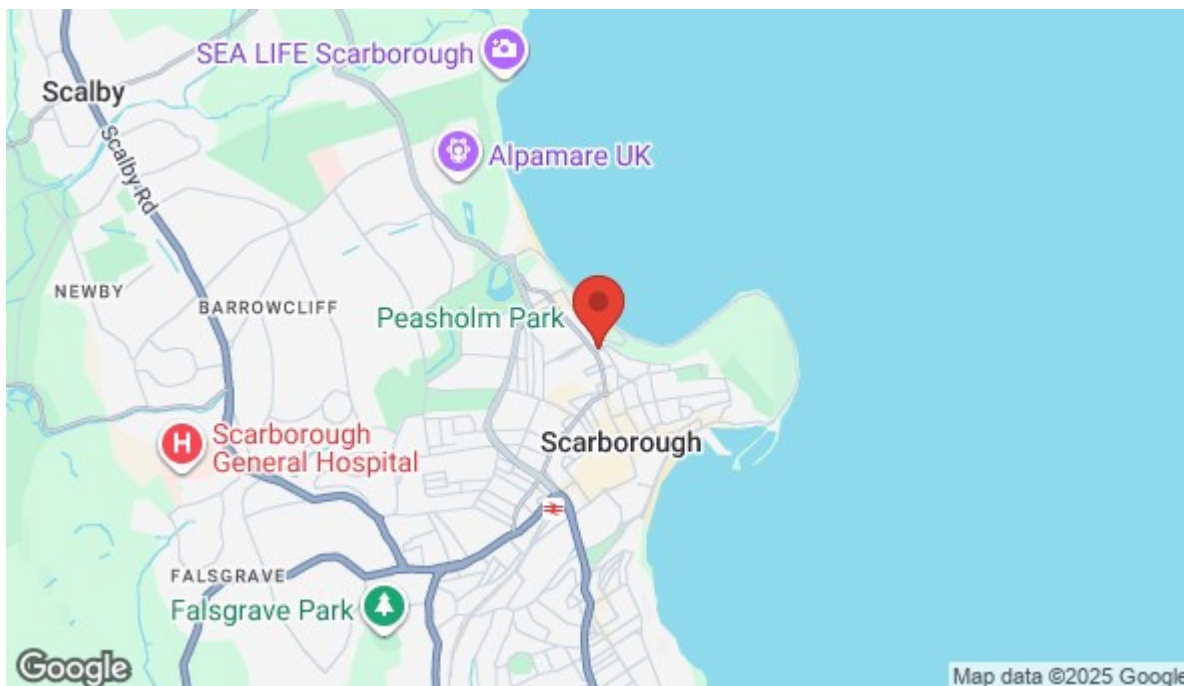 SEA LIFE Scarborough
Scalby
Scalby Rd
Alpamare UK
NEWBY
BARROWCLIFF
Peasholm Park
Scarborough
H
Scarborough
General Hospital
FALSGRAVE
Falsgrave Park
Google
Map data ©2025 Google